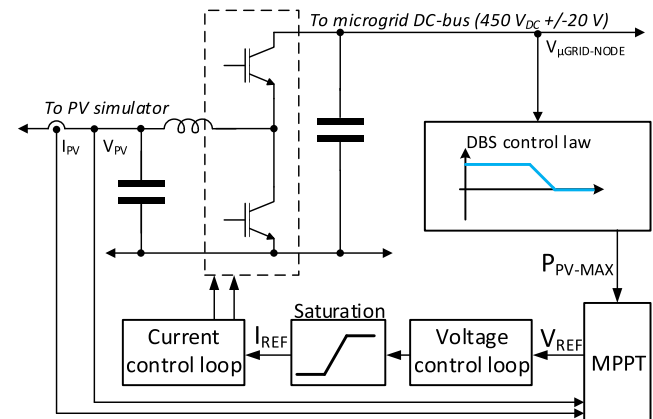 To microgrid DC-bus (450 VDC +/-20 V)
VμGRID-NODE
To PV simulator
IPV
VPV
DBS control law
PPV-MAX
Saturation
Current
control loop
IREF
Voltage
control loop
VREF
MPPT